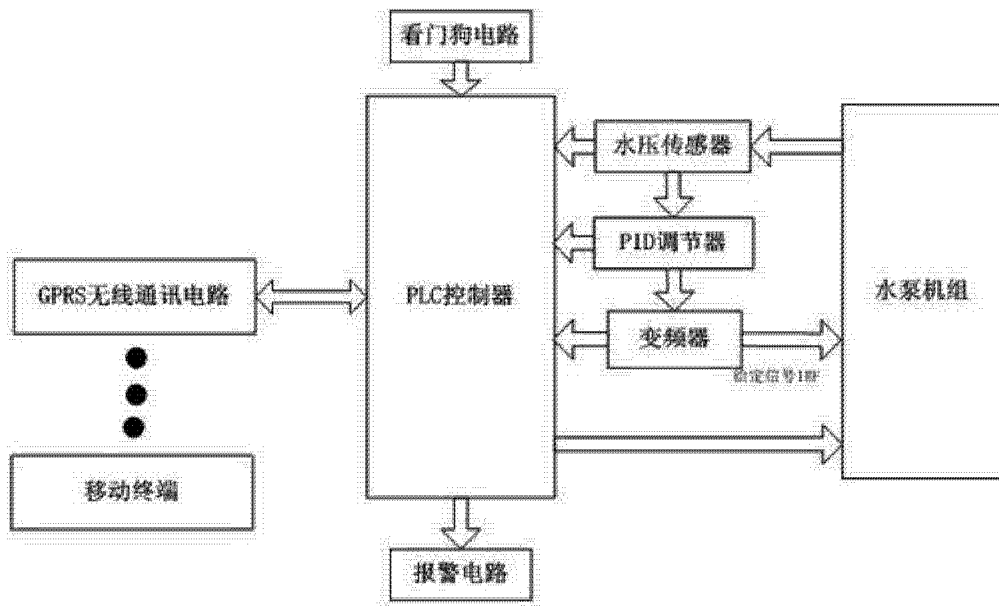 看门狗电路
水压传感器
PID调节器
GPRS无线通讯电路
PLC控制器
水泵机组
变频器
移动终端
报警电路